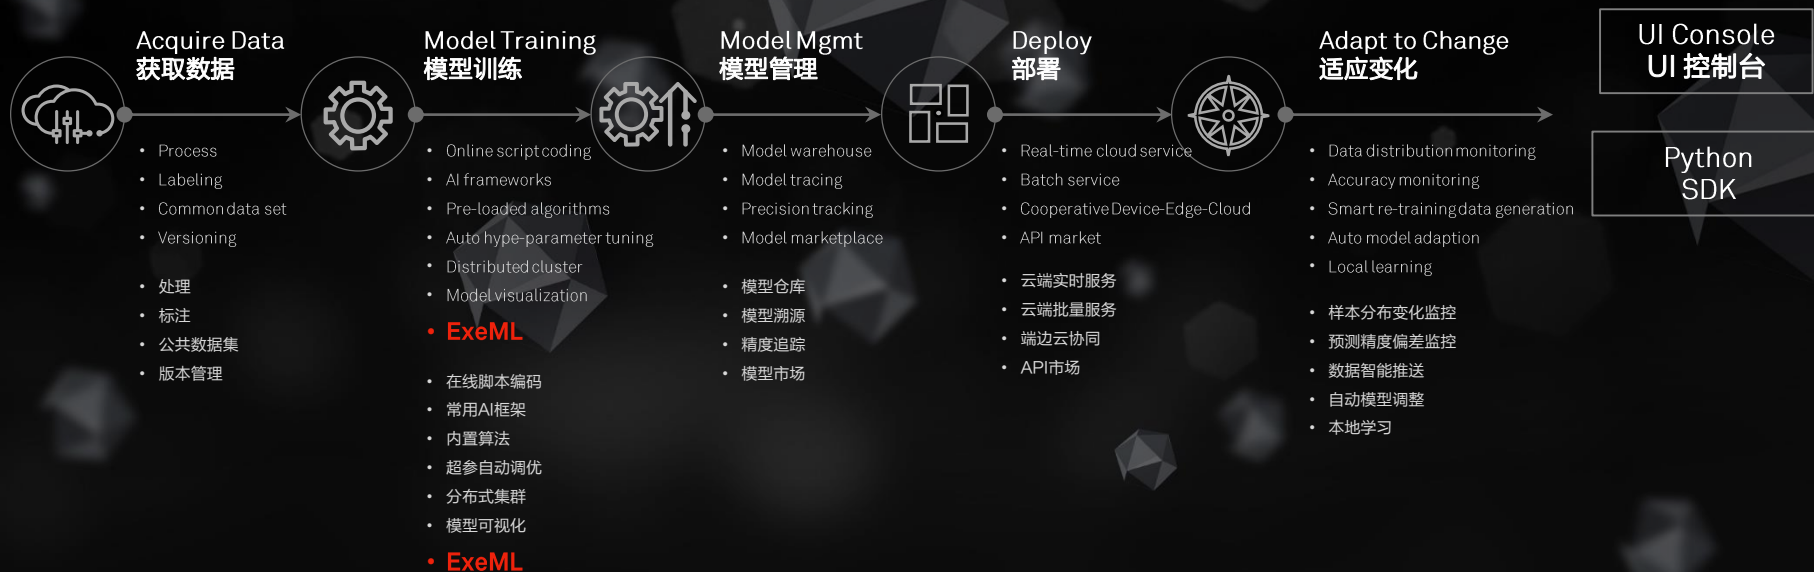 Acquire Data
获取数据
Process
Labeling
Common data set
Versioning
处理
标注
公共数据集
版本管理
Model Training
模型训练
Online script coding
AI frameworks
Pre-loaded algorithms
Auto hype-parameter tuning
Distributed cluster
Model visualization
ExeML
在线脚本编码
常用AI框架
内置算法
超参自动调优
分布式集群
模型可视化
ExeML
Model Mgmt
模型管理
Model warehouse
Model tracing
Precision tracking
Model marketplace
模型仓库
模型溯源
精度追踪
模型市场
Deploy
部署
Real-time cloud service
Batch service
Cooperative Device-Edge-Cloud
API market
云端实时服务
云端批量服务
端边云协同
API市场
Adapt to Change
适应变化
Data distribution monitoring
Accuracy monitoring
Smart re-training data generation
Auto model adaption
Local learning
样本分布变化监控
预测精度偏差监控
数据智能推送
自动模型调整
本地学习
UI Console
UI 控制台
Python
SDK